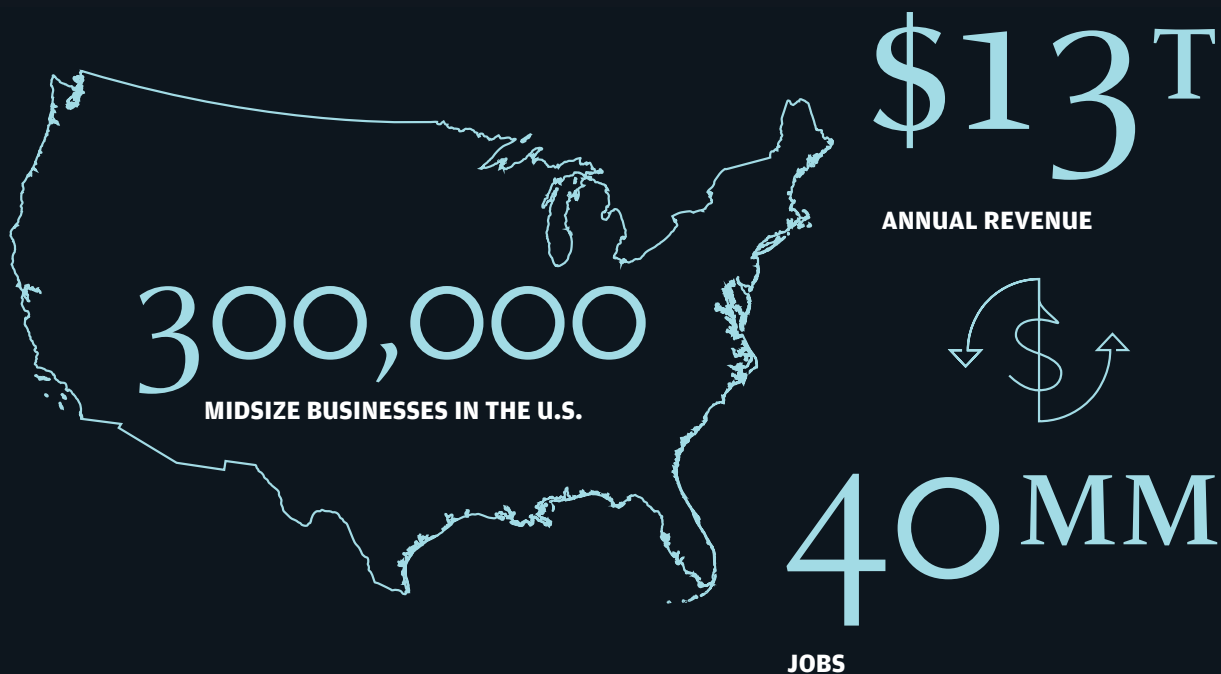 $13T
ANNUAL REVENUE
300,000
MIDSIZE BUSINESSES IN THE U.S.
40MM
JOBS